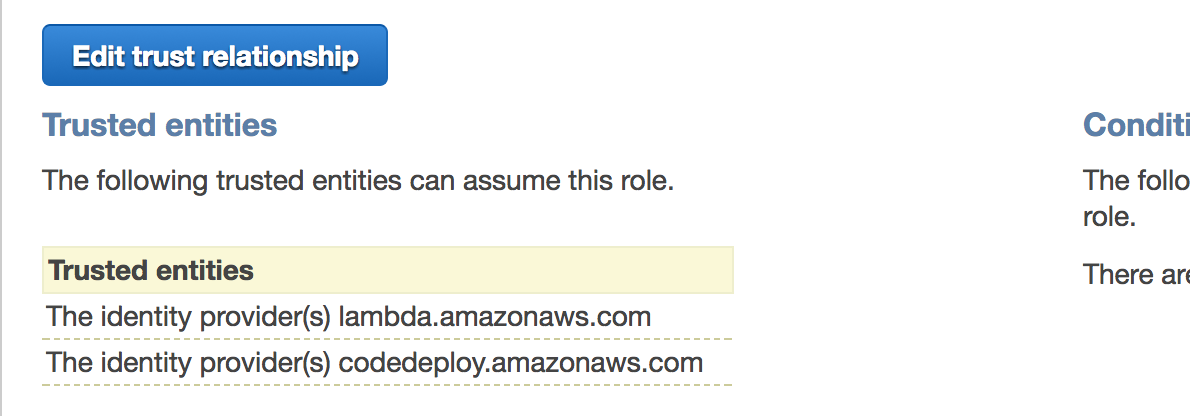 Edit trust relationship
Trusted entities
The following trusted entities can assume this role.
Trusted entities
The identity provider(s) lambda.amazonaws.com
The identity provider(s) codedeploy.amazonaws.com
Conditi
The follo
role.
There are